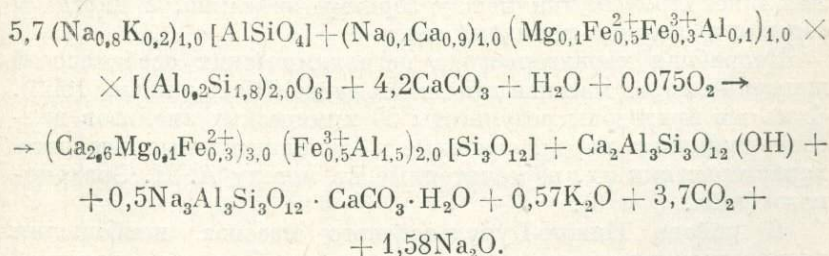 5,7 (Na₀,₈K₀,₂)₁,₀ [AlSiO₄] + (Na₀,₁Ca₀,₉)₁,₀ (Mg₀,₁Fe²⁺₀,₅Fe³⁺₀,₃Al₀,₁)₁,₀ ×
× [(Al₀,₂Si₁,₈)₂,₀O₆] + 4,2CaCO₃ + H₂O + 0,075O₂ →
→ (Ca₂,₆Mg₀,₁Fe²⁺₀,₃)₃,₀ (Fe³⁺₀,₅Al₁,₅)₂,₀ [Si₃O₁₂] + Ca₂Al₃Si₃O₁₂ (OH) +
+ 0,5Na₃Al₃Si₃O₁₂ · CaCO₃ · H₂O + 0,57K₂O + 3,7CO₂ +
+ 1,58Na₂O.